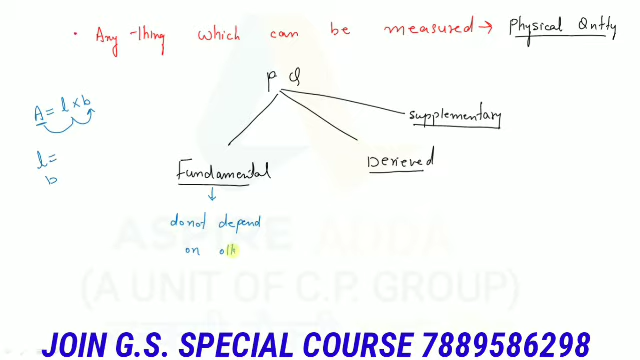 • Any-thing which can be measured → Physical Qntty
P Q
A = l × b
supplementary
l =
b
Fundamental
Derieved
donot depend
on oth
ASPIRE ADDA
(A UNIT OF C.P. GROUP)
JOIN G.S. SPECIAL COURSE 7889586298